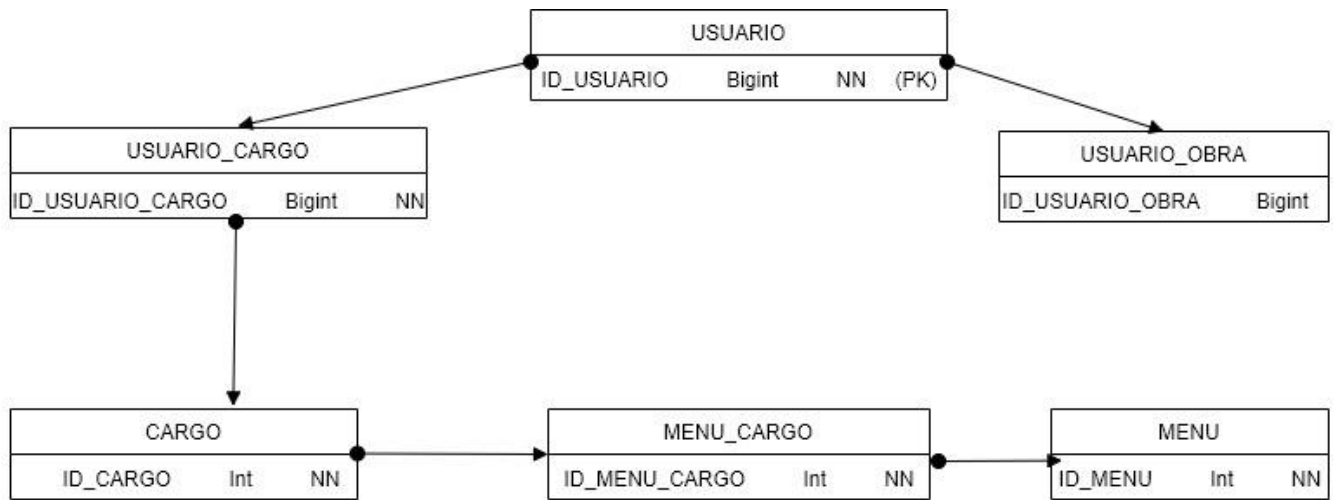 USUARIO
ID_USUARIO Bigint NN (PK)
USUARIO_CARGO
ID_USUARIO_CARGO Bigint NN
USUARIO_OBRA
ID_USUARIO_OBRA Bigint
CARGO
ID_CARGO Int NN
MENU_CARGO
ID_MENU_CARGO Int NN
MENU
ID_MENU Int NN